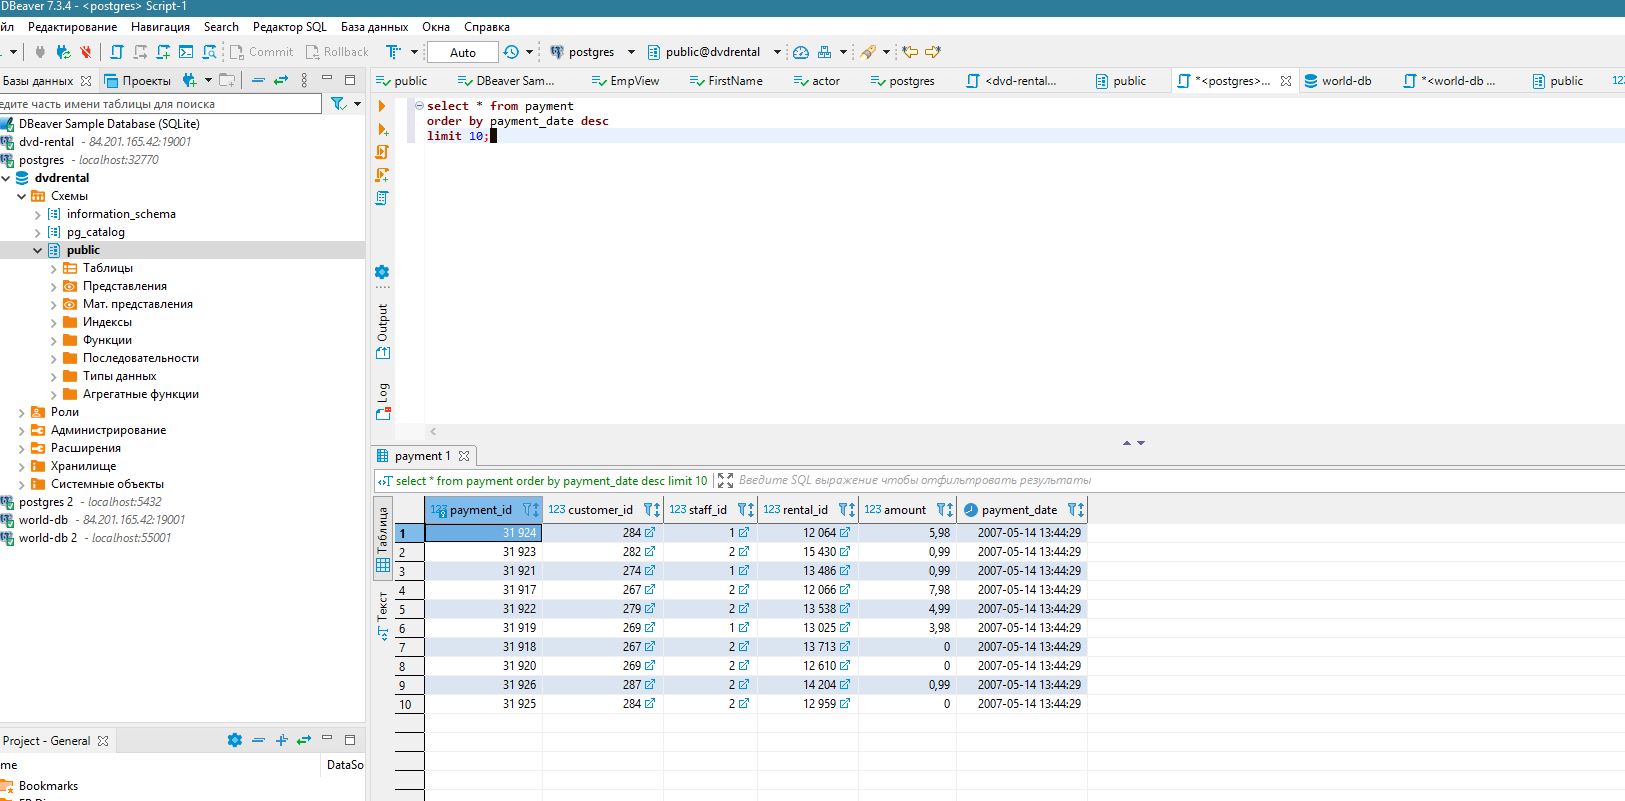 DBeaver 7.3.4 - <postgres> Script-1
йл Редактирование Навигация Search Редактор SQL База данных Окна Справка
Commit Rollback T Auto postgres public@dvdrental
Базы данных Проекты
public DBeaver Sam... EmpView FirstName actor postgres <dvd-rental... public *<postgres>... world-db *<world-db ... public 123
едите часть имени таблицы для поиска
DBeaver Sample Database (SQLite)
dvd-rental - 84.201.165.42:19001
postgres - localhost:32770
dvdrental
Схемы
information_schema
pg_catalog
public
Таблицы
Представления
Мат. представления
Индексы
Функции
Последовательности
Типы данных
Агрегатные функции
Роли
Администрирование
Расширения
Хранилище
Системные объекты
postgres 2 - localhost:5432
world-db - 84.201.165.42:19001
world-db 2 - localhost:55001
Project - General
me DataSo
Bookmarks
select * from payment
order by payment_date desc
limit 10;
Output
Log
payment 1
select * from payment order by payment_date desc limit 10 Введите SQL выражение чтобы отфильтровать результаты
Таблица
Текст
123 payment_id 123 customer_id 123 staff_id 123 rental_id 123 amount payment_date
1 31 924 284 1 12 064 5,98 2007-05-14 13:44:29
2 31 923 282 2 15 430 0,99 2007-05-14 13:44:29
3 31 921 274 1 13 486 0,99 2007-05-14 13:44:29
4 31 917 267 2 12 066 7,98 2007-05-14 13:44:29
5 31 922 279 2 13 538 4,99 2007-05-14 13:44:29
6 31 919 269 1 13 025 3,98 2007-05-14 13:44:29
7 31 918 267 2 13 713 0 2007-05-14 13:44:29
8 31 920 269 2 12 610 0 2007-05-14 13:44:29
9 31 926 287 2 14 204 0,99 2007-05-14 13:44:29
10 31 925 284 2 12 959 0 2007-05-14 13:44:29